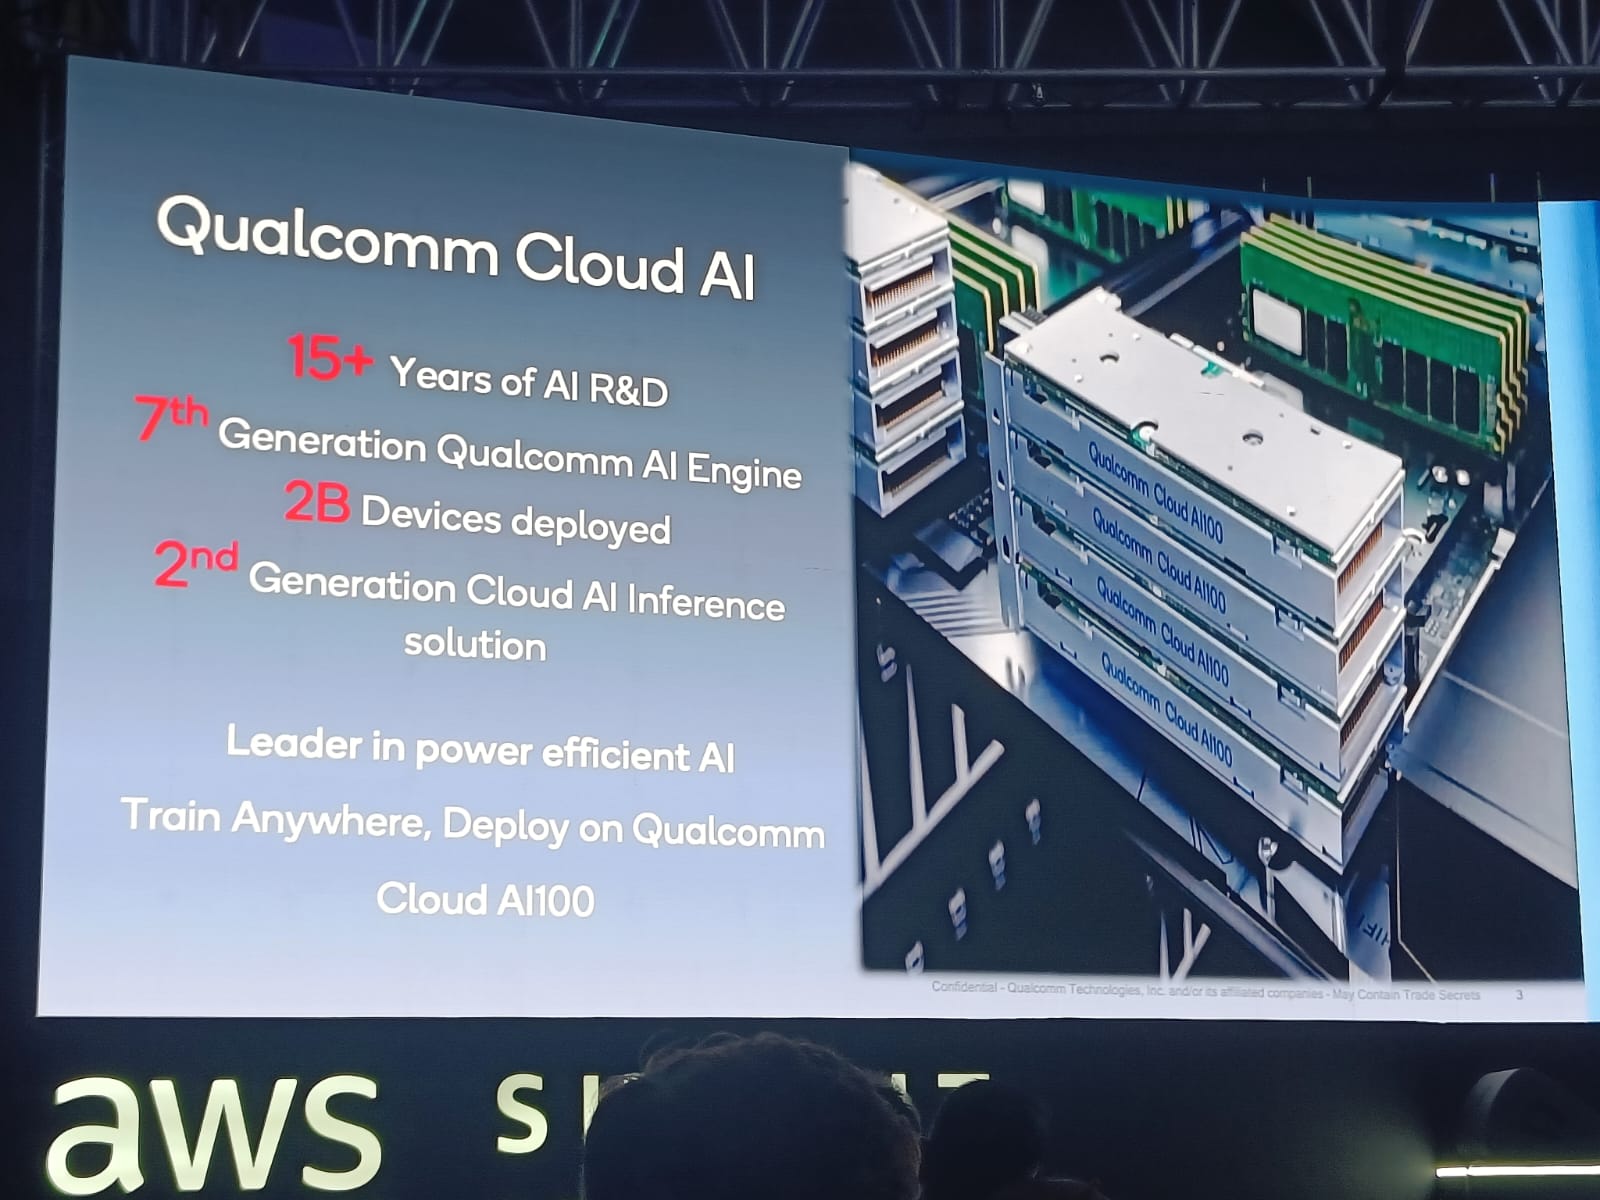 Qualcomm Cloud AI
15+ Years of AI R&D
7th Generation Qualcomm AI Engine
2B Devices deployed
2nd Generation Cloud AI Inference
solution
Leader in power efficient AI
Train Anywhere, Deploy on Qualcomm
Cloud AI100
Qualcomm Cloud AI100
Qualcomm Cloud AI100
Qualcomm Cloud AI100
Qualcomm Cloud AI100
Confidential - Qualcomm Technologies, Inc. and/or its affiliated companies - May Contain Trade Secrets 3
aws